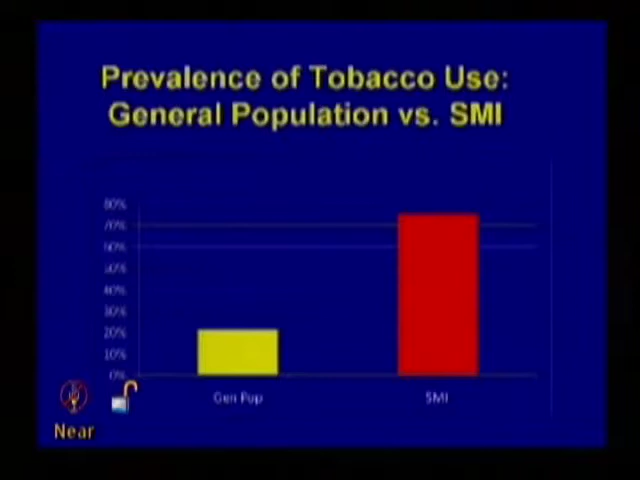 Prevalence of Tobacco Use:
General Population vs. SMI
80%
70%
60%
50%
40%
30%
20%
10%
0%
Gen Pop
SMI
Near